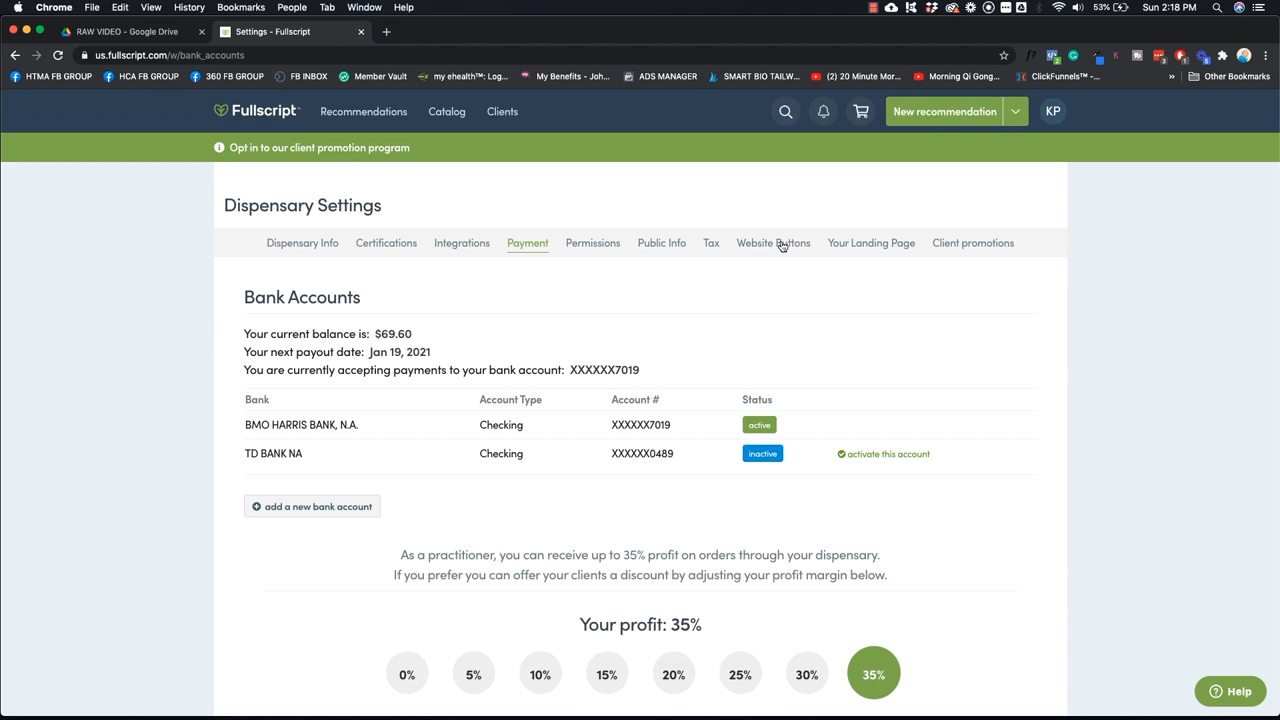 Chrome File Edit View History Bookmarks People Tab Window Help 53% Sun 2:18 PM
RAW VIDEO - Google Drive Settings - Fullscript
us.fullscript.com/w/bank_accounts
HTMA FB GROUP HCA FB GROUP 360 FB GROUP FB INBOX Member Vault my ehealth™: Log... My Benefits - Joh... ADS MANAGER SMART BIO TAILW... (2) 20 Minute Mor... Morning Qi Gong... ClickFunnels™ -... » Other Bookmarks
Fullscript Recommendations Catalog Clients New recommendation KP
Opt in to our client promotion program
Dispensary Settings
Dispensary Info Certifications Integrations Payment Permissions Public Info Tax Website Buttons Your Landing Page Client promotions
Bank Accounts
Your current balance is: $69.60
Your next payout date: Jan 19, 2021
You are currently accepting payments to your bank account: XXXXXX7019
Bank Account Type Account # Status
BMO HARRIS BANK, N.A. Checking XXXXXX7019 active
TD BANK NA Checking XXXXXX0489 inactive activate this account
add a new bank account
As a practitioner, you can receive up to 35% profit on orders through your dispensary.
If you prefer you can offer your clients a discount by adjusting your profit margin below.
Your profit: 35%
0% 5% 10% 15% 20% 25% 30% 35%
Help